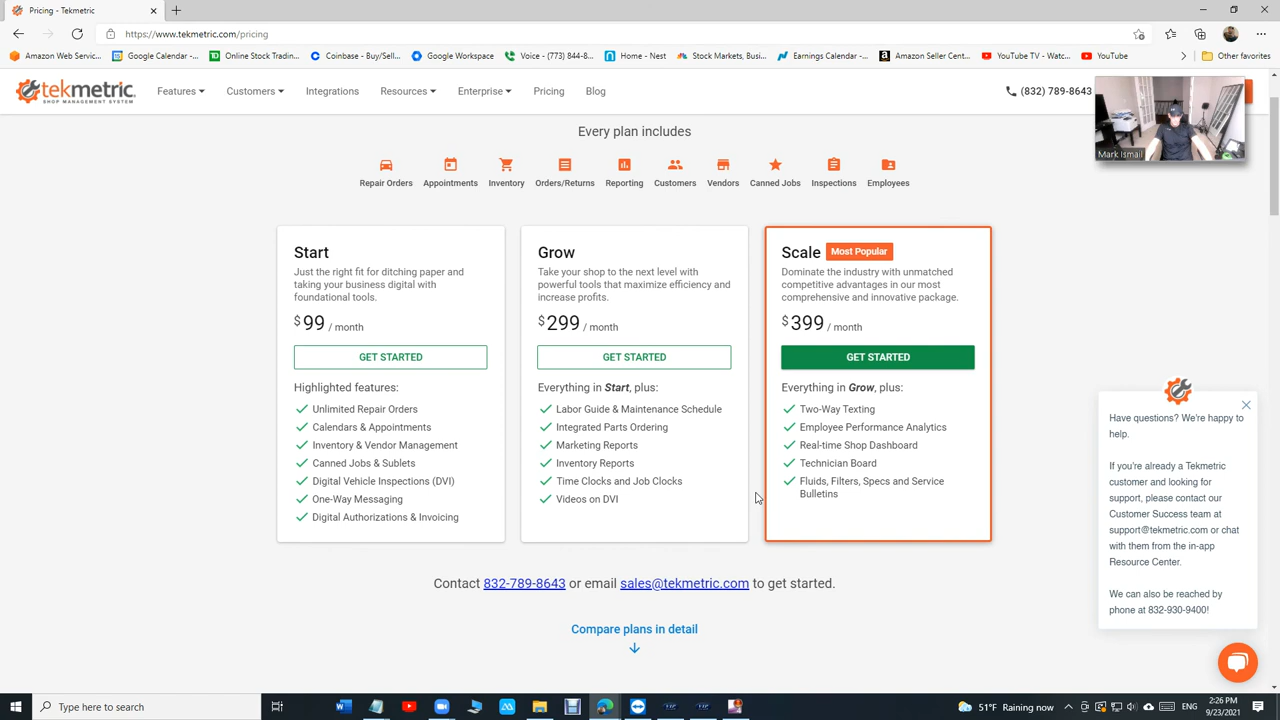 Pricing - Tekmetric
https://www.tekmetric.com/pricing
Amazon Web Servic...
Google Calendar -...
Online Stock Tradin...
Coinbase - Buy/Sell...
Google Workspace
Voice - (773) 844-8...
Home - Nest
Stock Markets, Busi...
Earnings Calendar -...
Amazon Seller Cent...
YouTube TV - Watc...
YouTube
Other favorites
tekmetric
SHOP MANAGEMENT SYSTEM
Features
Customers
Integrations
Resources
Enterprise
Pricing
Blog
(832) 789-8643
Mark Ismail
Every plan includes
Repair Orders
Appointments
Inventory
Orders/Returns
Reporting
Customers
Vendors
Canned Jobs
Inspections
Employees
Start
Just the right fit for ditching paper and
taking your business digital with
foundational tools.
$ 99 / month
GET STARTED
Highlighted features:
Unlimited Repair Orders
Calendars & Appointments
Inventory & Vendor Management
Canned Jobs & Sublets
Digital Vehicle Inspections (DVI)
One-Way Messaging
Digital Authorizations & Invoicing
Grow
Take your shop to the next level with
powerful tools that maximize efficiency and
increase profits.
$ 299 / month
GET STARTED
Everything in Start, plus:
Labor Guide & Maintenance Schedule
Integrated Parts Ordering
Marketing Reports
Inventory Reports
Time Clocks and Job Clocks
Videos on DVI
Scale Most Popular
Dominate the industry with unmatched
competitive advantages in our most
comprehensive and innovative package.
$ 399 / month
GET STARTED
Everything in Grow, plus:
Two-Way Texting
Employee Performance Analytics
Real-time Shop Dashboard
Technician Board
Fluids, Filters, Specs and Service
Bulletins
Contact 832-789-8643 or email sales@tekmetric.com to get started.
Compare plans in detail
Have questions? We're happy to
help.
If you're already a Tekmetric
customer and looking for
support, please contact our
Customer Success team at
support@tekmetric.com or chat
with them from the in-app
Resource Center.
We can also be reached by
phone at 832-930-9400!
Type here to search
51°F Raining now
ENG
2:26 PM
9/23/2021